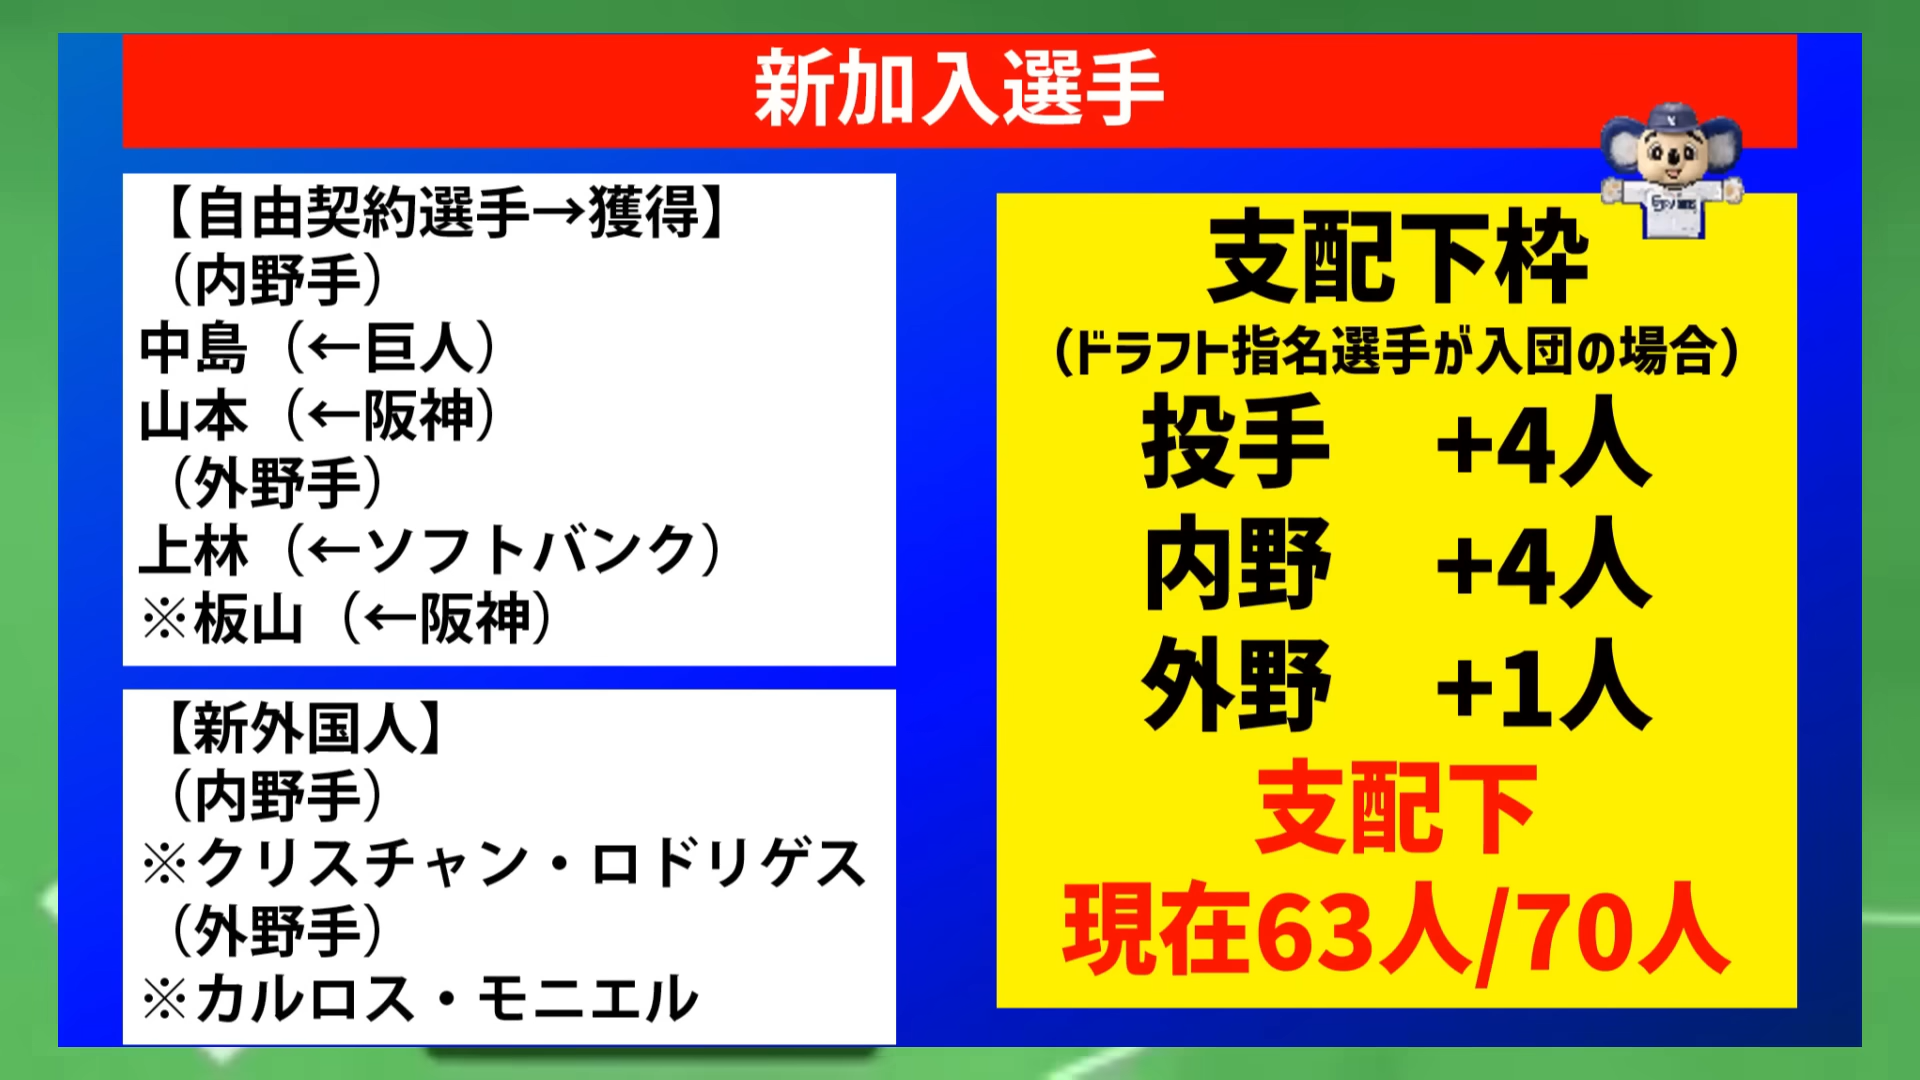 新加入選手
【自由契約選手→獲得】
（内野手）
中島（←巨人）
山本（←阪神）
（外野手）
上林（←ソフトバンク）
※板山（←阪神）
【新外国人】
（内野手）
※クリスチャン・ロドリゲス
（外野手）
※カルロス・モニエル
支配下枠
（ドラフト指名選手が入団の場合）
投手　+4人
内野　+4人
外野　+1人
支配下
現在63人/70人